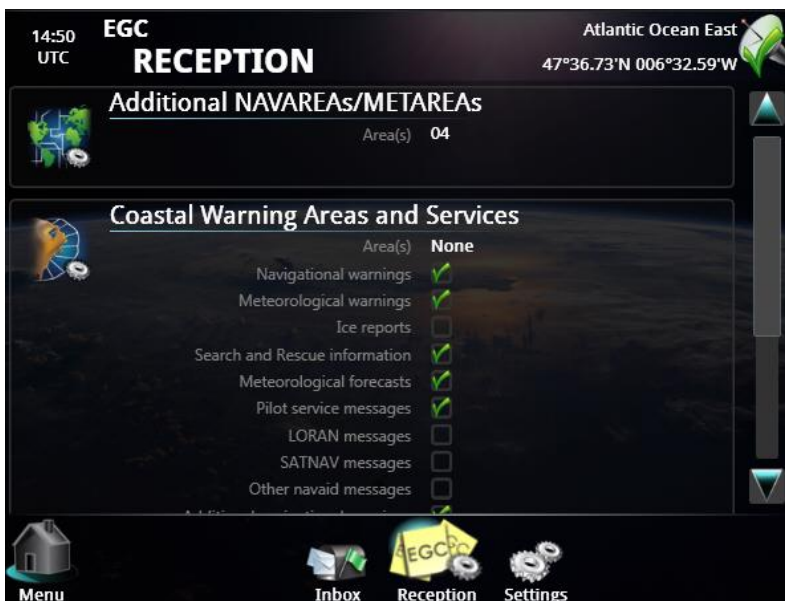 14:50
UTC
EGC
RECEPTION
Atlantic Ocean East
47°36.73'N 006°32.59'W
Additional NAVAREAs/METAREAs
Area(s) 04
Coastal Warning Areas and Services
Area(s) None
Navigational warnings
Meteorological warnings
Ice reports
Search and Rescue information
Meteorological forecasts
Pilot service messages
LORAN messages
SATNAV messages
Other navaid messages
EGC
Menu
Inbox
Reception
Settings